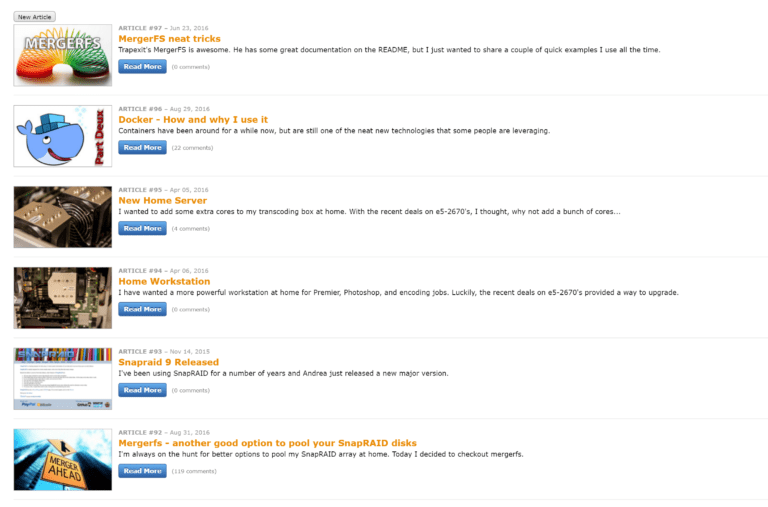 New Article
MERGERFS
ARTICLE #97 – Jun 23, 2016
MergerFS neat tricks
Trapexit's MergerFS is awesome. He has some great documentation on the README, but I just wanted to share a couple of quick examples I use all the time.
Read More (0 comments)
Part Deux
ARTICLE #96 – Aug 29, 2016
Docker - How and why I use it
Containers have been around for a while now, but are still one of the neat new technologies that some people are leveraging.
Read More (22 comments)
ARTICLE #95 – Apr 05, 2016
New Home Server
I wanted to add some extra cores to my transcoding box at home. With the recent deals on e5-2670's, I thought, why not add a bunch of cores...
Read More (4 comments)
ARTICLE #94 – Apr 06, 2016
Home Workstation
I have wanted a more powerful workstation at home for Premier, Photoshop, and encoding jobs. Luckily, the recent deals on e5-2670's provided a way to upgrade.
Read More (0 comments)
SNAPRAID
PayPal
ARTICLE #93 – Nov 14, 2015
Snapraid 9 Released
I've been using SnapRAID for a number of years and Andrea just released a new major version.
Read More (0 comments)
MERGER
AHEAD
ARTICLE #92 – Aug 31, 2016
Mergerfs - another good option to pool your SnapRAID disks
I'm always on the hunt for better options to pool my SnapRAID array at home. Today I decided to checkout mergerfs.
Read More (119 comments)